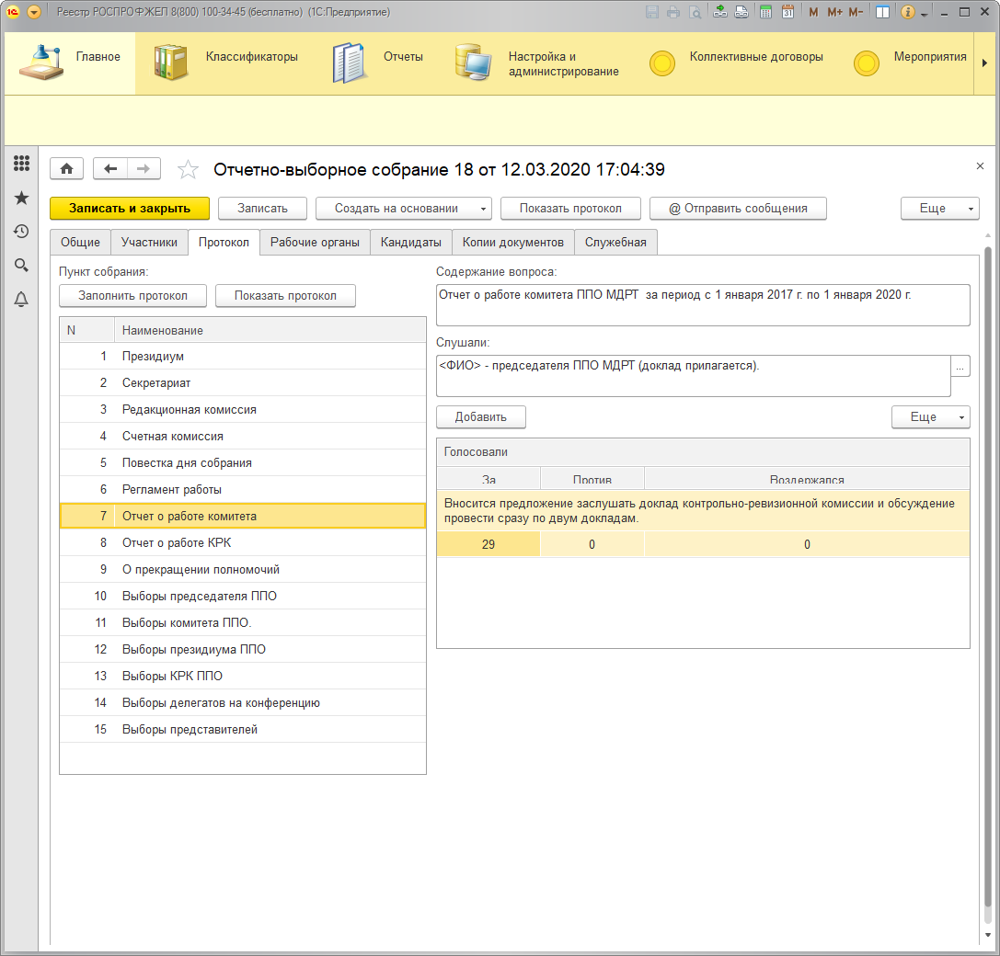 Реестр РОСПРОФЖЕЛ 8(800) 100-34-45 (бесплатно) (1С:Предприятие)
31
M M+ M-
Главное
Классификаторы
Отчеты
Настройка и
администрирование
Коллективные договоры
Мероприятия
Отчетно-выборное собрание 18 от 12.03.2020 17:04:39
Записать и закрыть
Записать
Создать на основании
Показать протокол
@ Отправить сообщения
Еще
Общие
Участники
Протокол
Рабочие органы
Кандидаты
Копии документов
Служебная
Пункт собрания:
Заполнить протокол
Показать протокол
N Наименование
1 Президиум
2 Секретариат
3 Редакционная комиссия
4 Счетная комиссия
5 Повестка дня собрания
6 Регламент работы
7 Отчет о работе комитета
8 Отчет о работе КРК
9 О прекращении полномочий
10 Выборы председателя ППО
11 Выборы комитета ППО.
12 Выборы президиума ППО
13 Выборы КРК ППО
14 Выборы делегатов на конференцию
15 Выборы представителей
Содержание вопроса:
Отчет о работе комитета ППО МДРТ за период с 1 января 2017 г. по 1 января 2020 г.
Слушали:
<ФИО> - председателя ППО МДРТ (доклад прилагается).
...
Добавить
Еще
Голосовали
За Против Воздержался
Вносится предложение заслушать доклад контрольно-ревизионной комиссии и обсуждение
провести сразу по двум докладам.
29 0 0